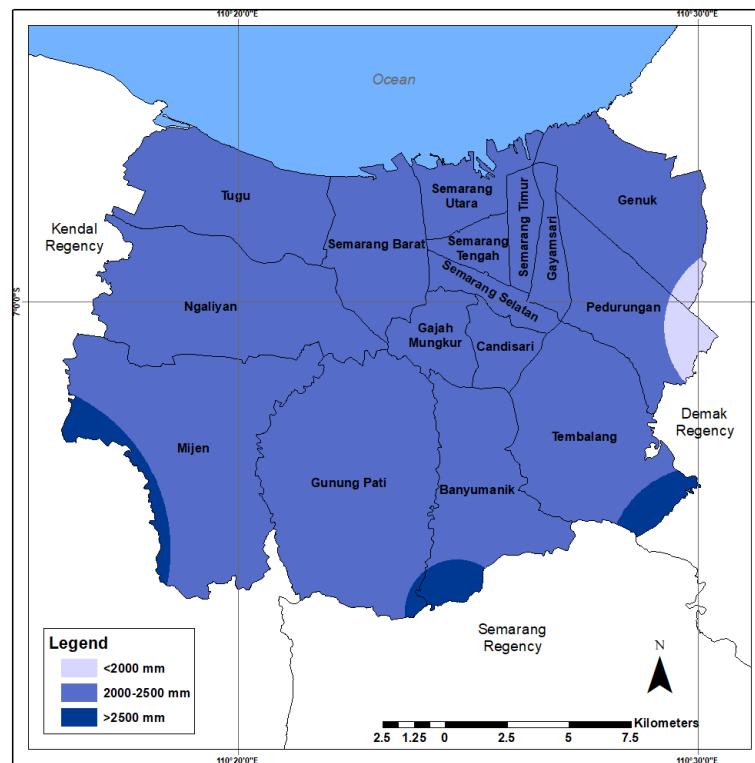 110°20'0"E
110°30'0"E
Ocean
Tugu
Semarang
Utara
Semarang Timur
Genuk
Kendal
Regency
Semarang Barat
Semarang
Tengah
Gayamsari
Semarang Selatan
7°0'0"S
Ngaliyan
Pedurungan
Gajah
Mungkur
Candisari
Demak
Regency
Mijen
Tembalang
Gunung Pati
Banyumanik
Semarang
Regency
Legend
<2000 mm
2000-2500 mm
>2500 mm
N
Kilometers
2.5 1.25 0 2.5 5 7.5
110°20'0"E
110°30'0"E